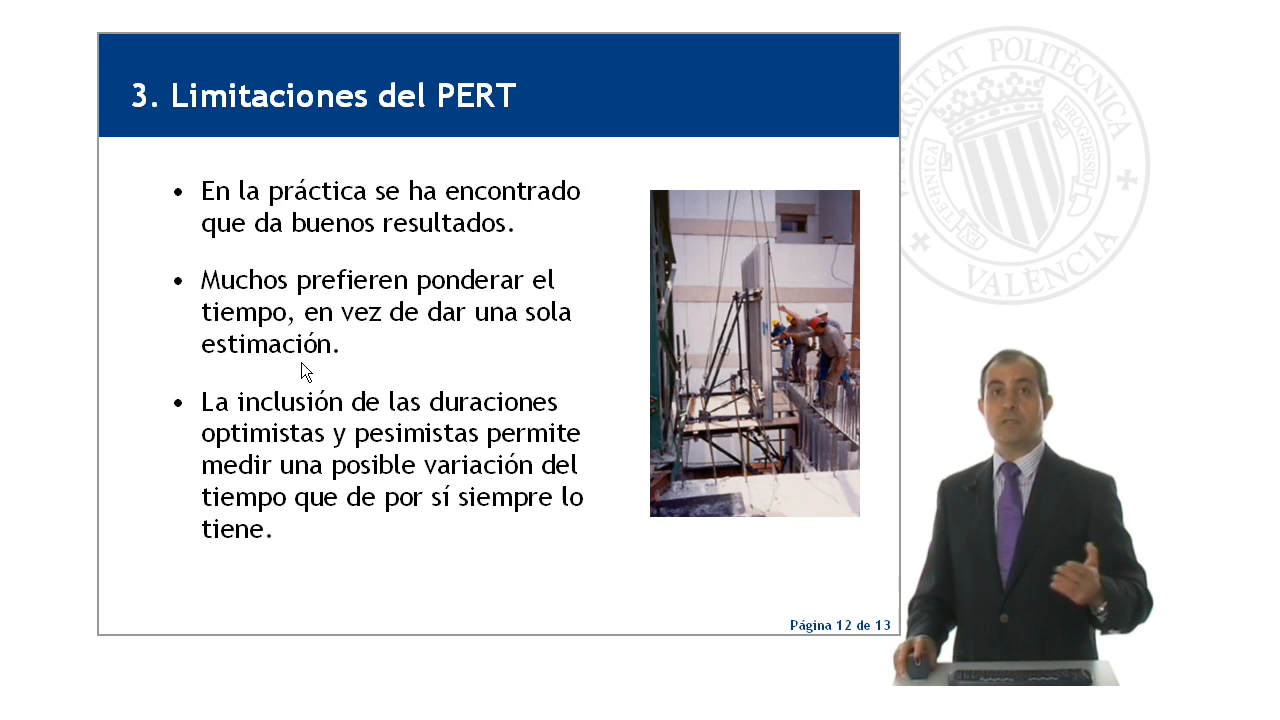 3. Limitaciones del PERT
• En la práctica se ha encontrado
que da buenos resultados.
• Muchos prefieren ponderar el
tiempo, en vez de dar una sola
estimación.
• La inclusión de las duraciones
optimistas y pesimistas permite
medir una posible variación del
tiempo que de por sí siempre lo
tiene.
Página 12 de 13
POLITÈCNICA
VALÈNCIA